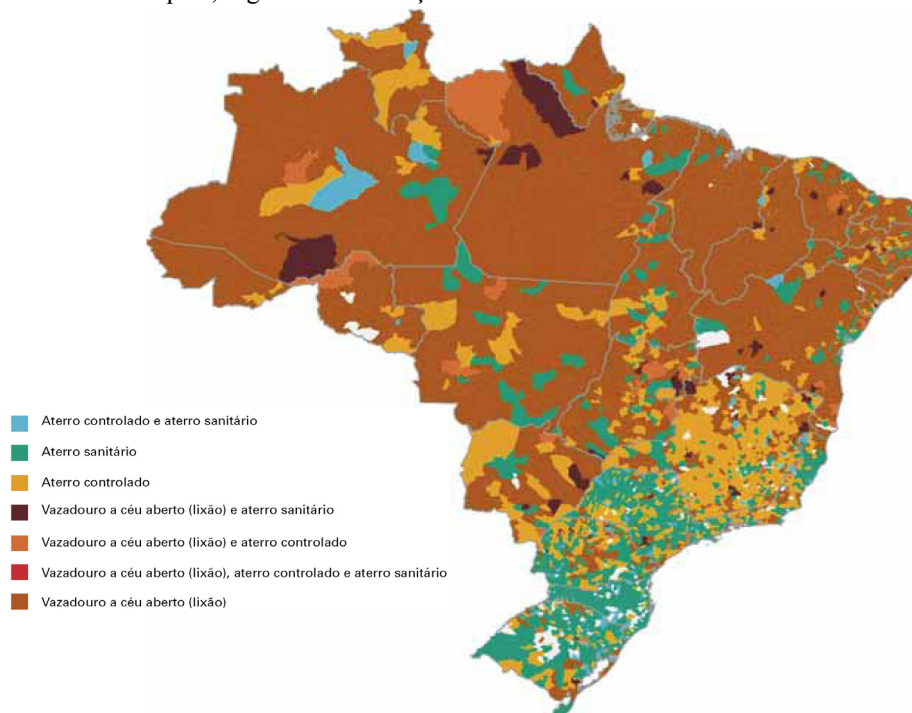 Aterro controlado e aterro sanitário
Aterro sanitário
Aterro controlado
Vazadouro a céu aberto (lixão) e aterro sanitário
Vazadouro a céu aberto (lixão) e aterro controlado
Vazadouro a céu aberto (lixão), aterro controlado e aterro sanitário
Vazadouro a céu aberto (lixão)